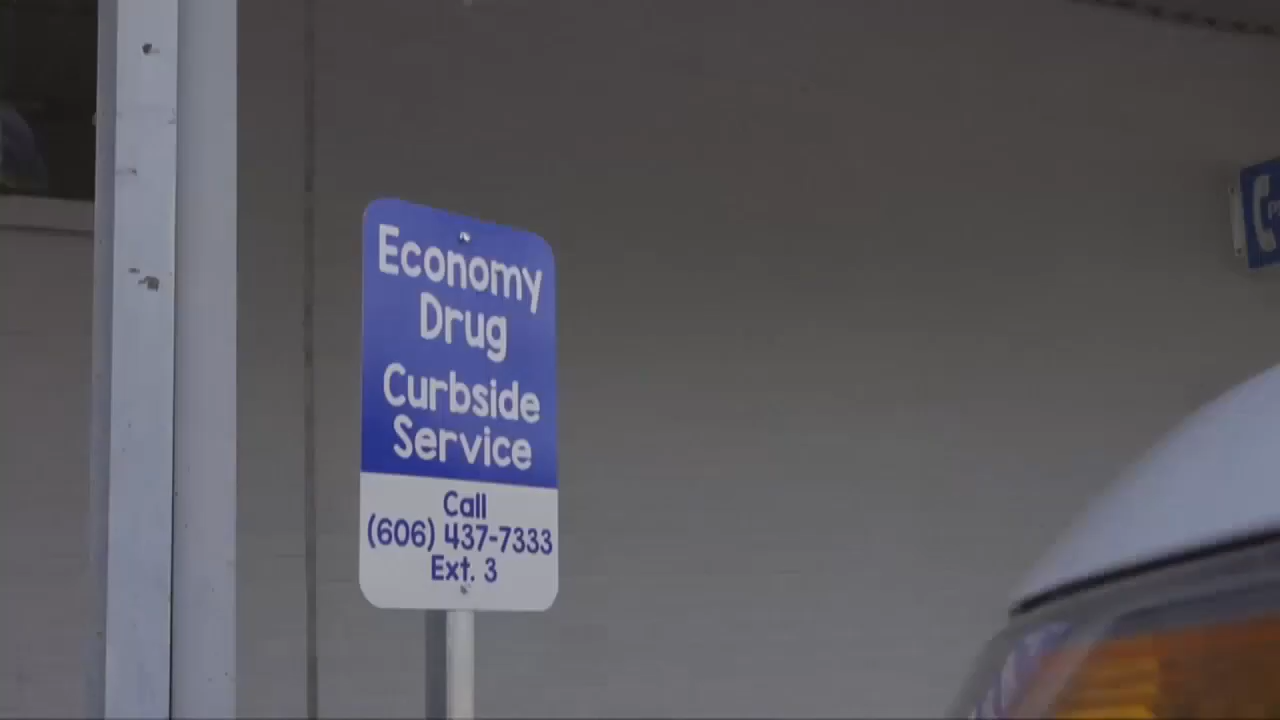 Economy
Drug
Curbside
Service
Call
(606) 437-7333
Ext. 3